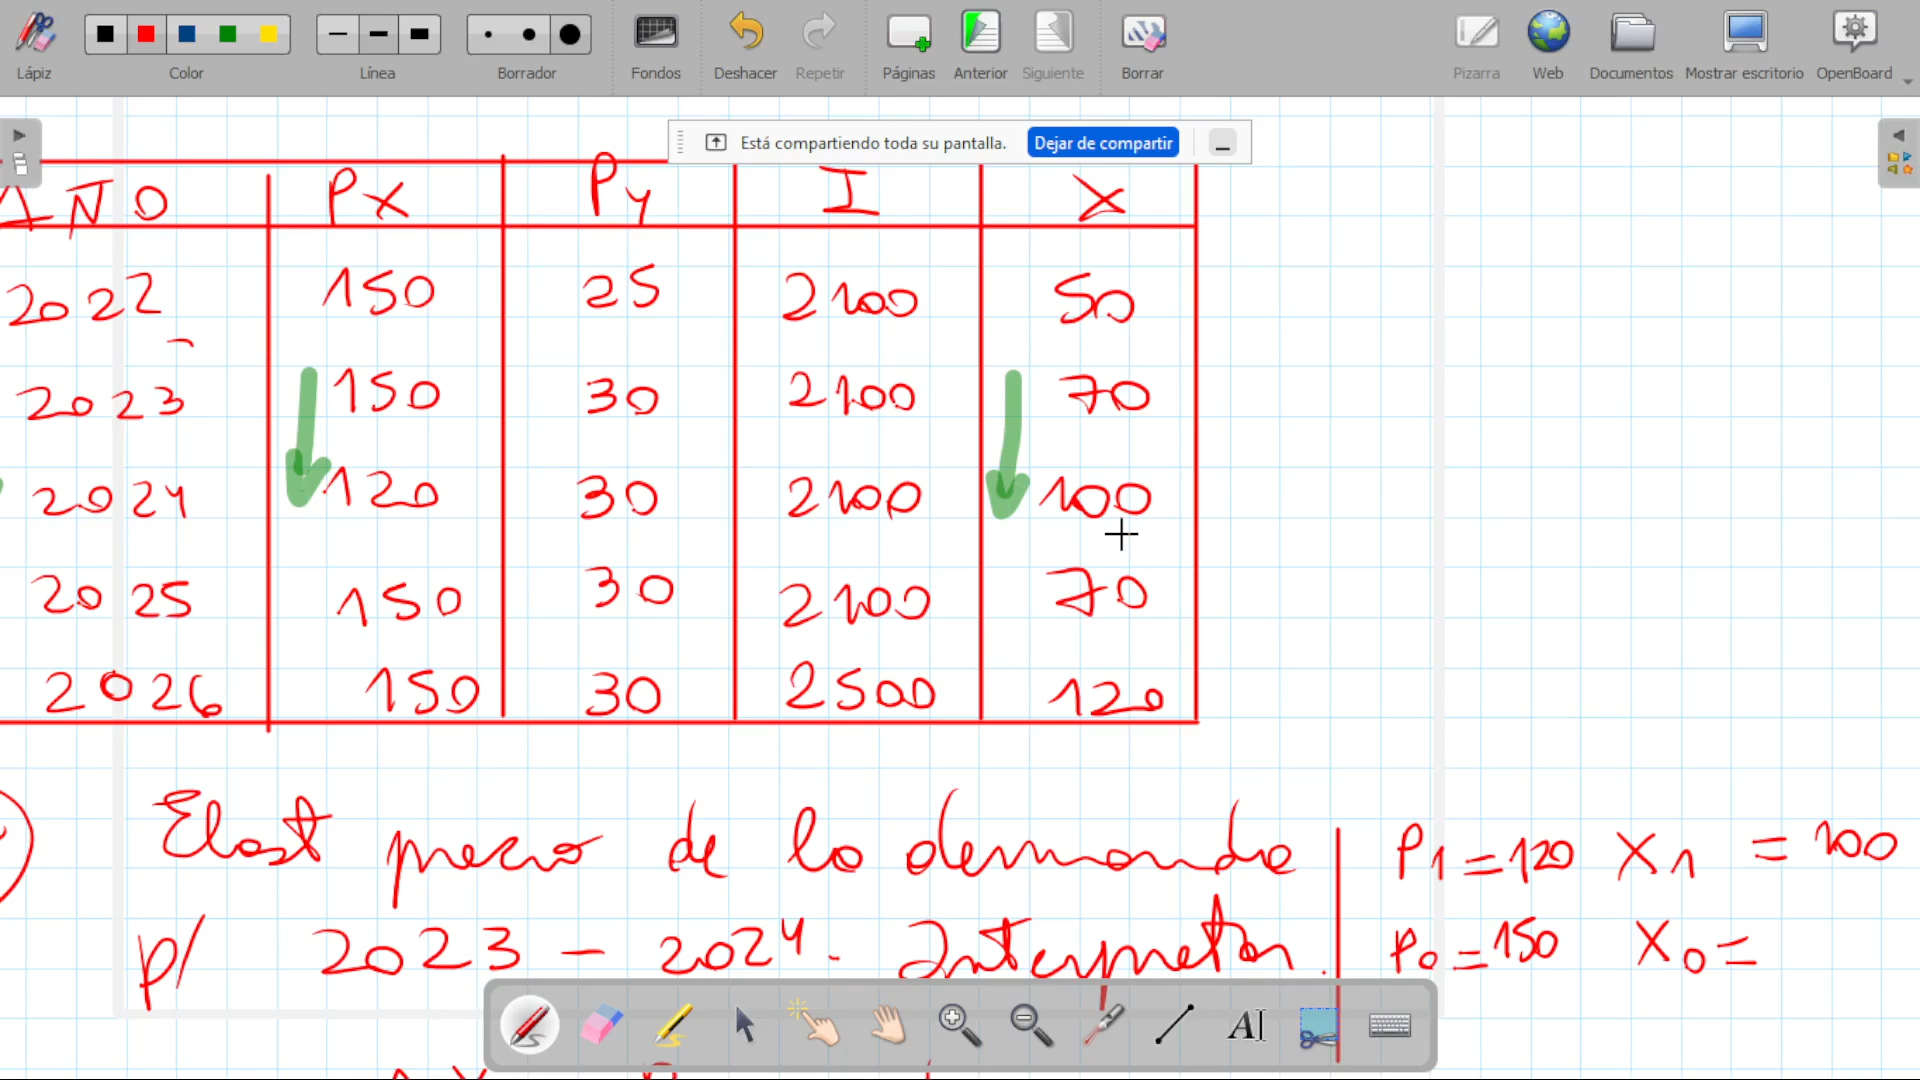 Lápiz Color Línea Borrador Fondos Deshacer Repetir Páginas Anterior Siguiente Borrar Pizarra Web Documentos Mostrar escritorio OpenBoard
Está compartiendo toda su pantalla. Dejar de compartir
AÑO PX Py I X
2022 150 25 2100 50
2023 150 30 2100 70
2024 120 30 2100 100
2025 150 30 2100 70
2026 150 30 2500 120
Elast precio de la demanda
p/ 2023 - 2024. Interpretar.
P1=120 X1 = 100
P0=150 X0=